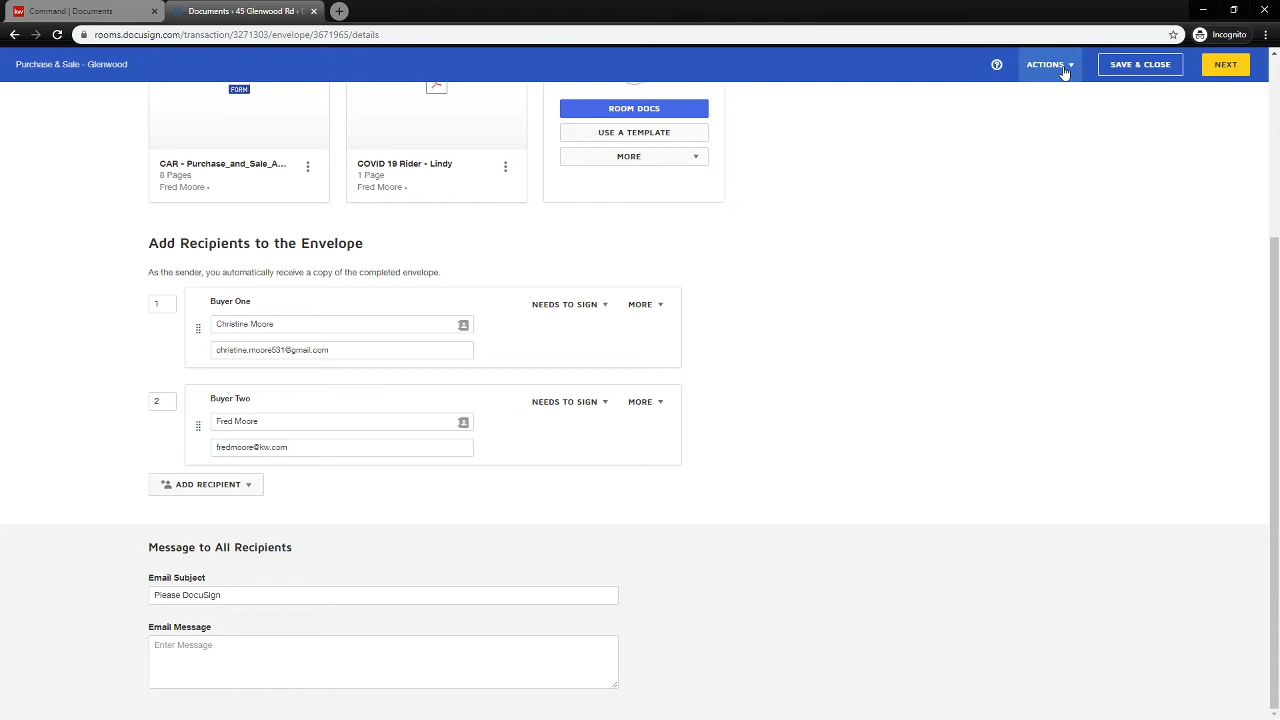 kw Command | Documents
Documents › 45 Glenwood Rd › E
rooms.docusign.com/transaction/3271303/envelope/3671965/details
Incognito
Purchase & Sale - Glenwood
ACTIONS
SAVE & CLOSE
NEXT
FORM
ROOM DOCS
USE A TEMPLATE
MORE
CAR - Purchase_and_Sale_A...
8 Pages
Fred Moore
COVID 19 Rider - Lindy
1 Page
Fred Moore
Add Recipients to the Envelope
As the sender, you automatically receive a copy of the completed envelope.
1
Buyer One
NEEDS TO SIGN
MORE
Christine Moore
christine.moore531@gmail.com
2
Buyer Two
NEEDS TO SIGN
MORE
Fred Moore
fredmoore@kw.com
ADD RECIPIENT
Message to All Recipients
Email Subject
Please DocuSign
Email Message
Enter Message